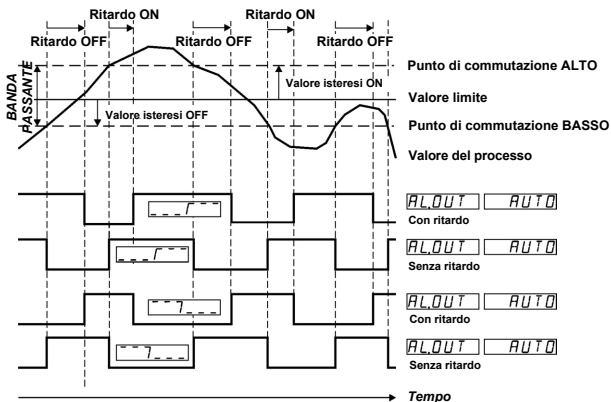 Ritardo ON
Ritardo ON
Ritardo OFF
Ritardo OFF
Ritardo OFF
Punto di commutazione ALTO
Valore isteresi ON
Valore limite
BANDA
PASSANTE
Valore isteresi OFF
Punto di commutazione BASSO
Valore del processo
AL.OUT AUTO
Con ritardo
AL.OUT AUTO
Senza ritardo
AL.OUT AUTO
Con ritardo
AL.OUT AUTO
Senza ritardo
Tempo